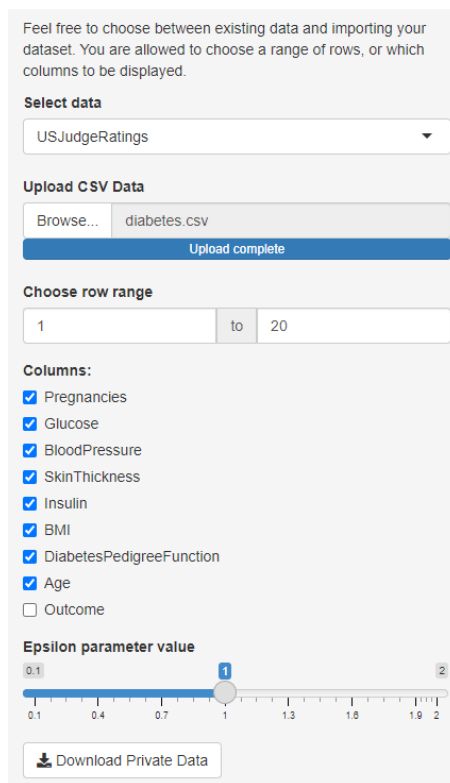 Feel free to choose between existing data and importing your
dataset. You are allowed to choose a range of rows, or which
columns to be displayed.
Select data
USJudgeRatings
Upload CSV Data
Browse... diabetes.csv
Upload complete
Choose row range
1 to 20
Columns:
Pregnancies
Glucose
BloodPressure
SkinThickness
Insulin
BMI
DiabetesPedigreeFunction
Age
Outcome
Epsilon parameter value
0.1 1 2
0.1 0.4 0.7 1 1.3 1.6 1.9 2
Download Private Data